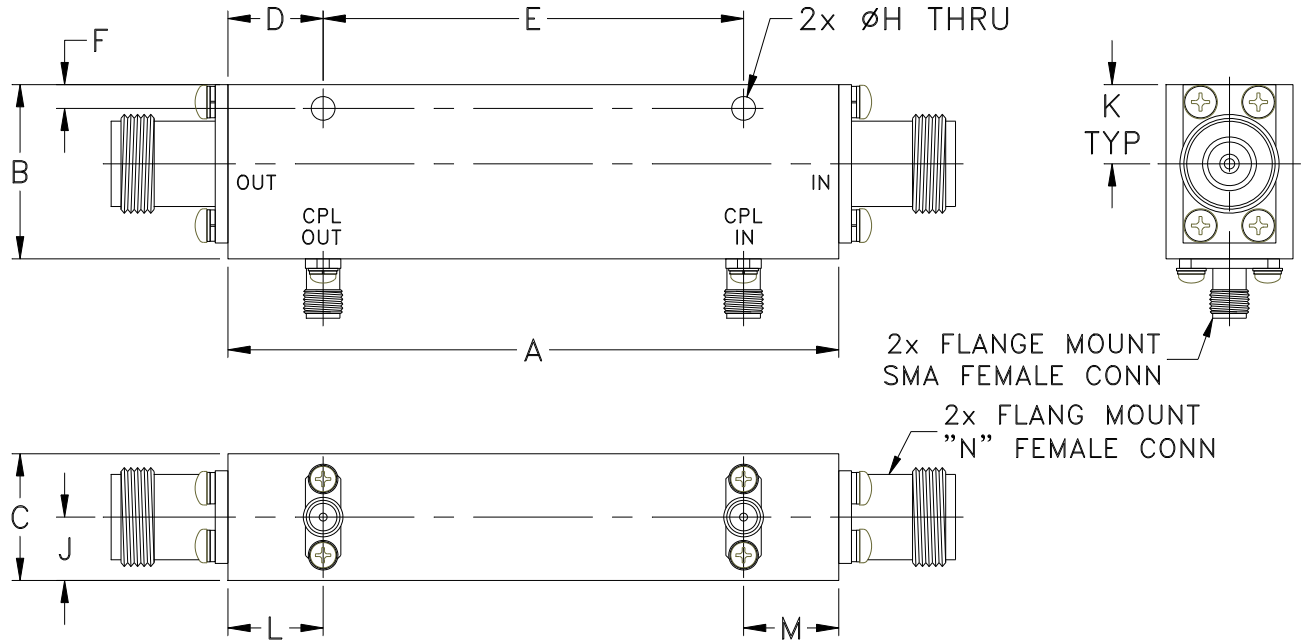 D
E
2x ØH THRU
F
B
K
TYP
OUT
IN
CPL
OUT
CPL
IN
A
2x FLANGE MOUNT
SMA FEMALE CONN
2x FLANG MOUNT
”N” FEMALE CONN
C
J
L
M